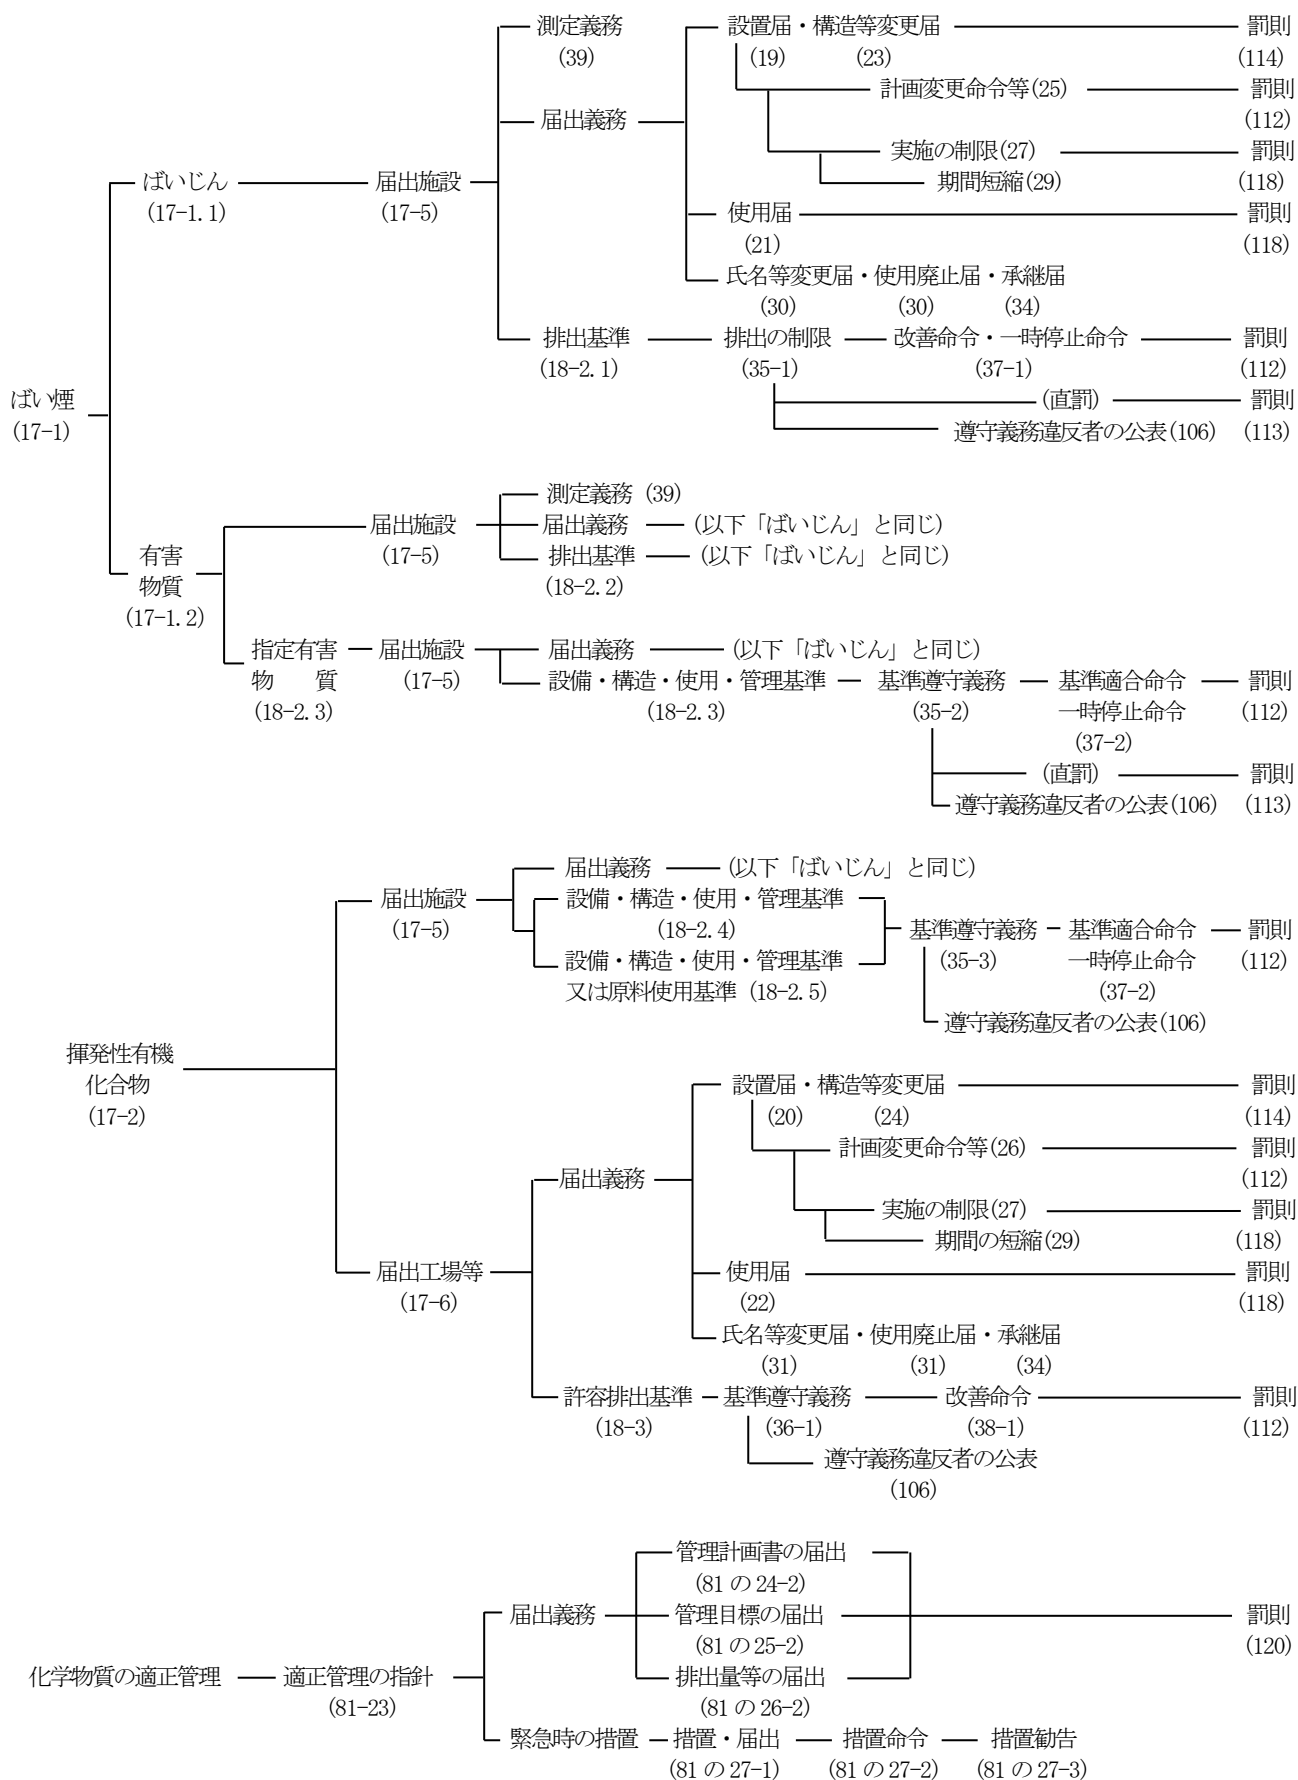 測定義務 設置届・構造等変更届 罰則
(39) (19) (23) (114)
計画変更命令等(25) 罰則
届出義務 (112)
実施の制限(27) 罰則
ばいじん 届出施設 期間短縮(29) (118)
(17-1.1) (17-5) 使用届 罰則
(21) (118)
氏名等変更届・使用廃止届・承継届
(30) (30) (34)
排出基準 排出の制限 改善命令・一時停止命令 罰則
(18-2.1) (35-1) (37-1) (112)
ばい煙 (直罰) 罰則
(17-1) 遵守義務違反者の公表(106) (113)
測定義務 (39)
届出施設 届出義務 (以下「ばいじん」と同じ)
有害 (17-5) 排出基準 (以下「ばいじん」と同じ)
物質 (18-2.2)
(17-1.2)
指定有害 届出施設 届出義務 (以下「ばいじん」と同じ)
物 質 (17-5) 設備・構造・使用・管理基準 基準遵守義務 基準適合命令 罰則
(18-2.3) (18-2.3) (35-2) 一時停止命令 (112)
(37-2)
(直罰) 罰則
遵守義務違反者の公表(106) (113)
届出義務 (以下「ばいじん」と同じ)
届出施設 設備・構造・使用・管理基準
(17-5) (18-2.4) 基準遵守義務 基準適合命令 罰則
設備・構造・使用・管理基準 (35-3) 一時停止命令 (112)
又は原料使用基準 (18-2.5) (37-2)
遵守義務違反者の公表(106)
揮発性有機
化合物 設置届・構造等変更届 罰則
(17-2) (20) (24) (114)
計画変更命令等(26) 罰則
届出義務 (112)
実施の制限(27) 罰則
期間の短縮(29) (118)
届出工場等 使用届 罰則
(17-6) (22) (118)
氏名等変更届・使用廃止届・承継届
(31) (31) (34)
許容排出基準 基準遵守義務 改善命令 罰則
(18-3) (36-1) (38-1) (112)
遵守義務違反者の公表
(106)
管理計画書の届出
(81 の 24-2)
届出義務 管理目標の届出 罰則
(81 の 25-2) (120)
化学物質の適正管理 適正管理の指針 排出量等の届出
(81-23) (81 の 26-2)
緊急時の措置 措置・届出 措置命令 措置勧告
(81 の 27-1) (81 の 27-2) (81 の 27-3)